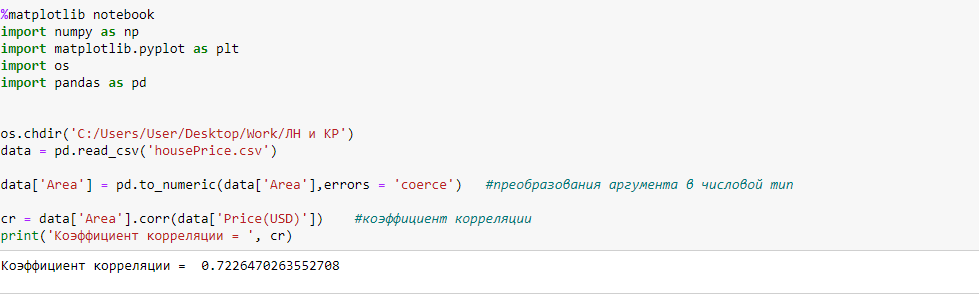 %matplotlib notebook
import numpy as np
import matplotlib.pyplot as plt
import os
import pandas as pd
os.chdir('C:/Users/User/Desktop/Work/ЛН и КР')
data = pd.read_csv('housePrice.csv')
data['Area'] = pd.to_numeric(data['Area'],errors = 'coerce')   #преобразования аргумента в числовой тип
cr = data['Area'].corr(data['Price(USD)'])    #коэффициент корреляции
print('Коэффициент корреляции = ', cr)
Коэффициент корреляции =  0.7226470263552708